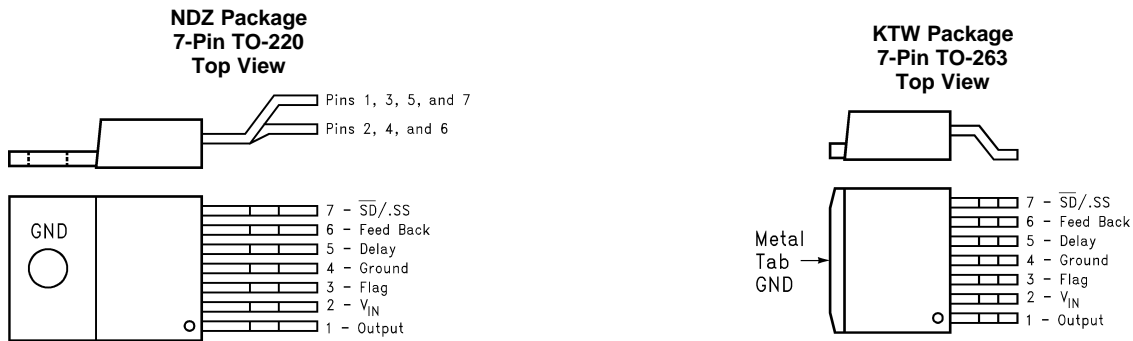 NDZ Package
7-Pin TO-220
Top View
Pins 1, 3, 5, and 7
Pins 2, 4, and 6
GND
7 - S̅D̅/.SS
6 - Feed Back
5 - Delay
4 - Ground
3 - Flag
2 - VIN
1 - Output
KTW Package
7-Pin TO-263
Top View
Metal
Tab
GND
7 - S̅D̅/.SS
6 - Feed Back
5 - Delay
4 - Ground
3 - Flag
2 - VIN
1 - Output